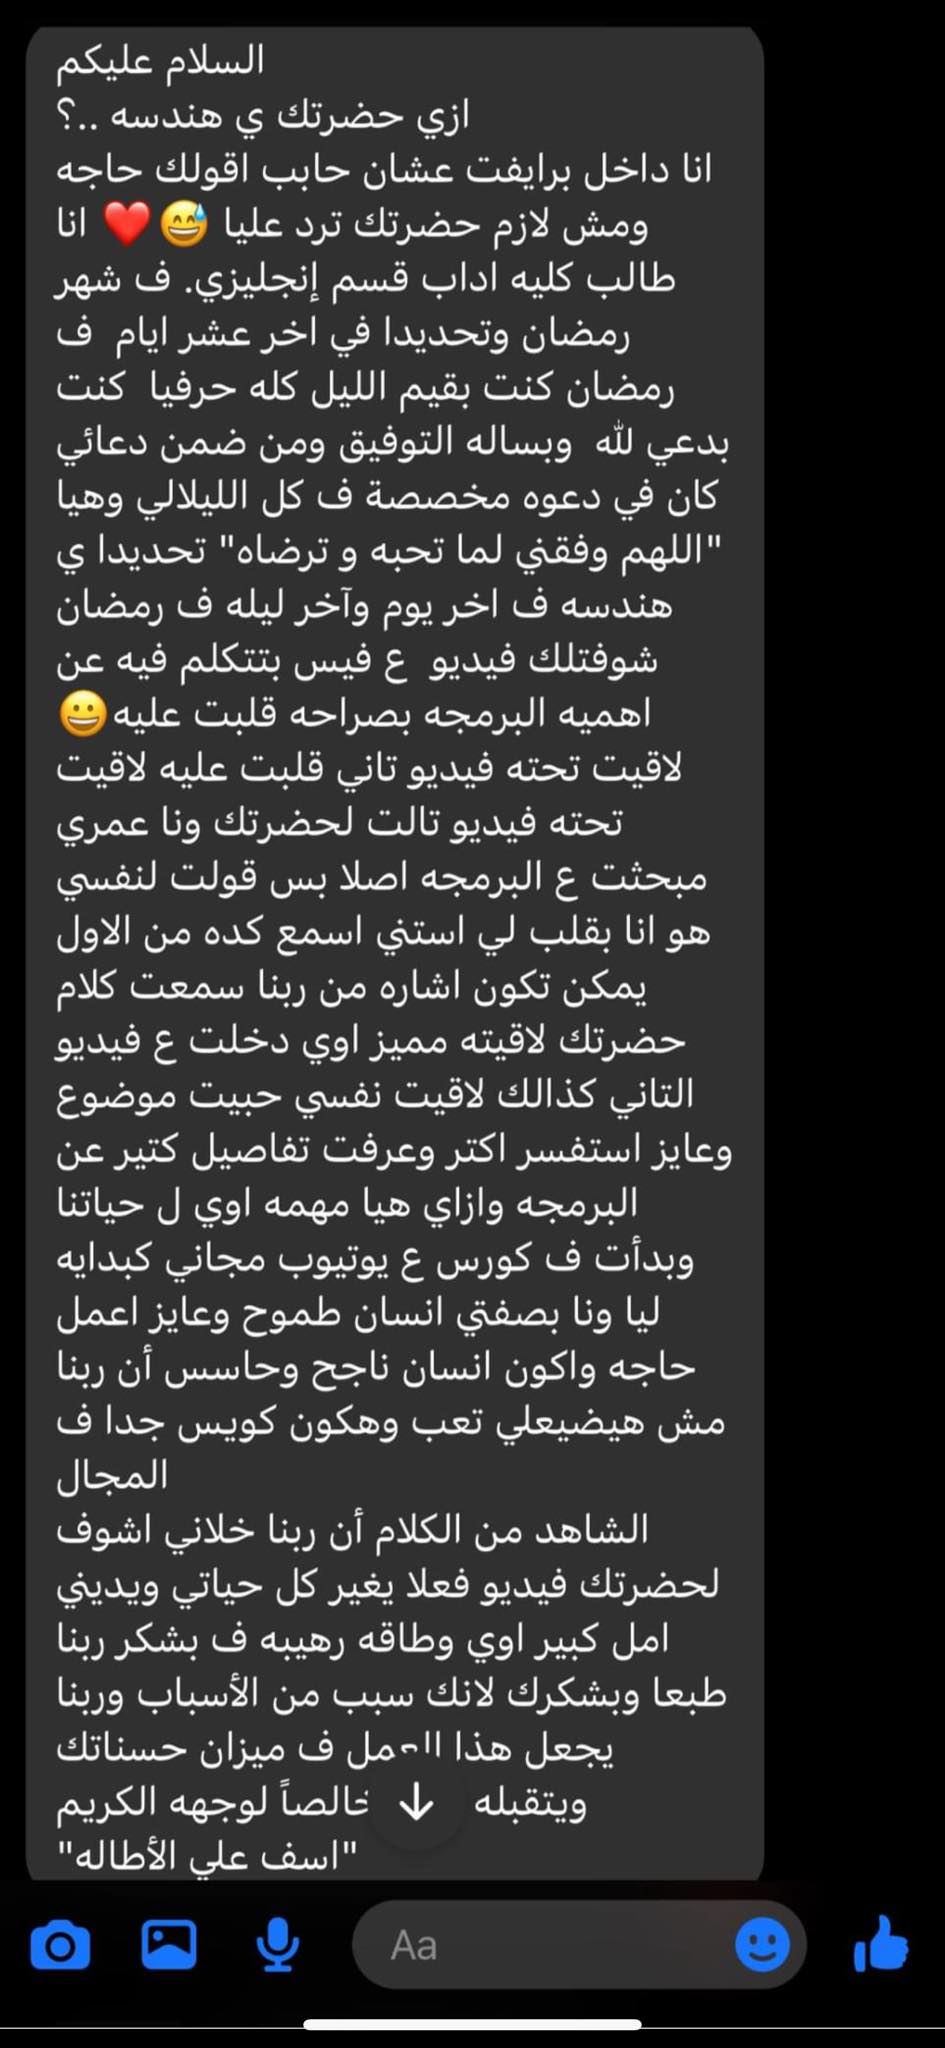 السلام عليكم
ازي حضرتك ي هندسه ..؟
انا داخل برايفت عشان حابب اقولك حاجه
ومش لازم حضرتك ترد عليا 😅❤️ انا
طالب كليه اداب قسم إنجليزي. ف شهر
رمضان وتحديدا في اخر عشر ايام ف
رمضان كنت بقيم الليل كله حرفيا كنت
بدعي لله وبساله التوفيق ومن ضمن دعائي
كان في دعوه مخصصة ف كل الليلالي وهيا
"اللهم وفقني لما تحبه و ترضاه" تحديدا ي
هندسه ف اخر يوم وآخر ليله ف رمضان
شوفتلك فيديو ع فيس بتتكلم فيه عن
اهميه البرمجه بصراحه قلبت عليه😀
لاقيت تحته فيديو تاني قلبت عليه لاقيت
تحته فيديو تالت لحضرتك ونا عمري
مبحثت ع البرمجه اصلا بس قولت لنفسي
هو انا بقلب لي استني اسمع كده من الاول
يمكن تكون اشاره من ربنا سمعت كلام
حضرتك لاقيته مميز اوي دخلت ع فيديو
التاني كذالك لاقيت نفسي حبيت موضوع
وعايز استفسر اكتر وعرفت تفاصيل كتير عن
البرمجه وازاي هيا مهمه اوي ل حياتنا
وبدأت ف كورس ع يوتيوب مجاني كبدايه
ليا ونا بصفتي انسان طموح وعايز اعمل
حاجه واكون انسان ناجح وحاسس أن ربنا
مش هيضيعلي تعب وهكون كويس جدا ف
المجال
الشاهد من الكلام أن ربنا خلاني اشوف
لحضرتك فيديو فعلا يغير كل حياتي ويديني
امل كبير اوي وطاقه رهيبه ف بشكر ربنا
طبعا وبشكرك لانك سبب من الأسباب وربنا
يجعل هذا العمل ف ميزان حسناتك
ويتقبله خالصاً لوجهه الكريم
"اسف علي الأطاله"
Aa